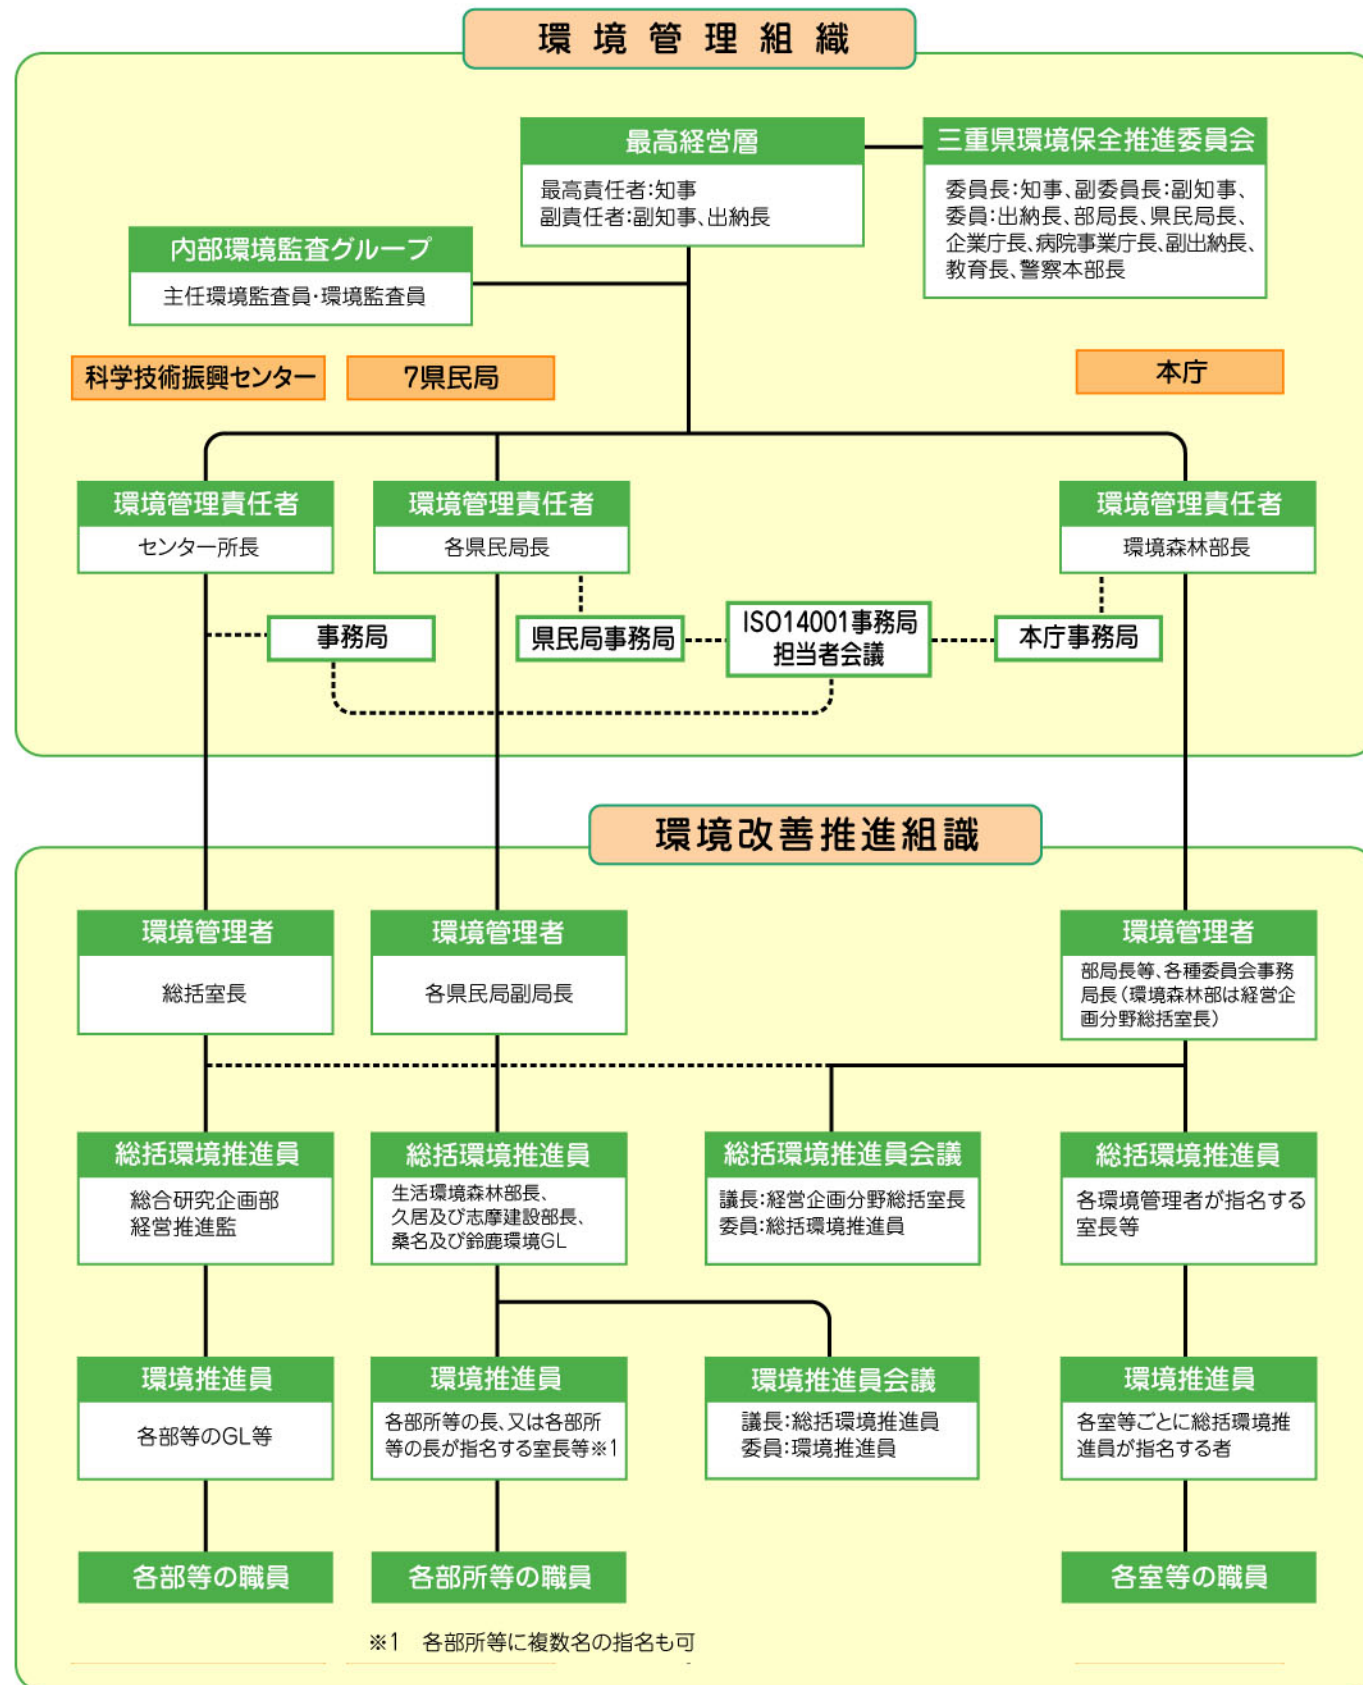 環境管理組織
最高経営層
最高責任者:知事
副責任者:副知事、出納長
三重県環境保全推進委員会
委員長:知事、副委員長:副知事、
委員:出納長、部局長、県民局長、
企業庁長、病院事業庁長、副出納長、
教育長、警察本部長
内部環境監査グループ
主任環境監査員・環境監査員
科学技術振興センター
7県民局
本庁
環境管理責任者
センター所長
環境管理責任者
各県民局長
環境管理責任者
環境森林部長
事務局
県民局事務局
ISO14001事務局
担当者会議
本庁事務局
環境改善推進組識
環境管理者
総括室長
環境管理者
各県民局副局長
環境管理者
部局長等、各種委員会事務
局長(環境森林部は経営企
画分野総括室長)
総括環境推進員
総合研究企画部
経営推進監
総括環境推進員
生活環境森林部長、
久居及び志摩建設部長、
桑名及び鈴鹿環境GL
総括環境推進員会議
議長:経営企画分野総括室長
委員:総括環境推進員
総括環境推進員
各環境管理者が指名する
室長等
環境推進員
各部等のGL等
環境推進員
各部所等の長、又は各部所
等の長が指名する室長等※1
環境推進員会議
議長:総括環境推進員
委員:環境推進員
環境推進員
各室等ごとに総括環境推
進員が指名する者
各部等の職員
各部所等の職員
各室等の職員
※1 各部所等に複数名の指名も可